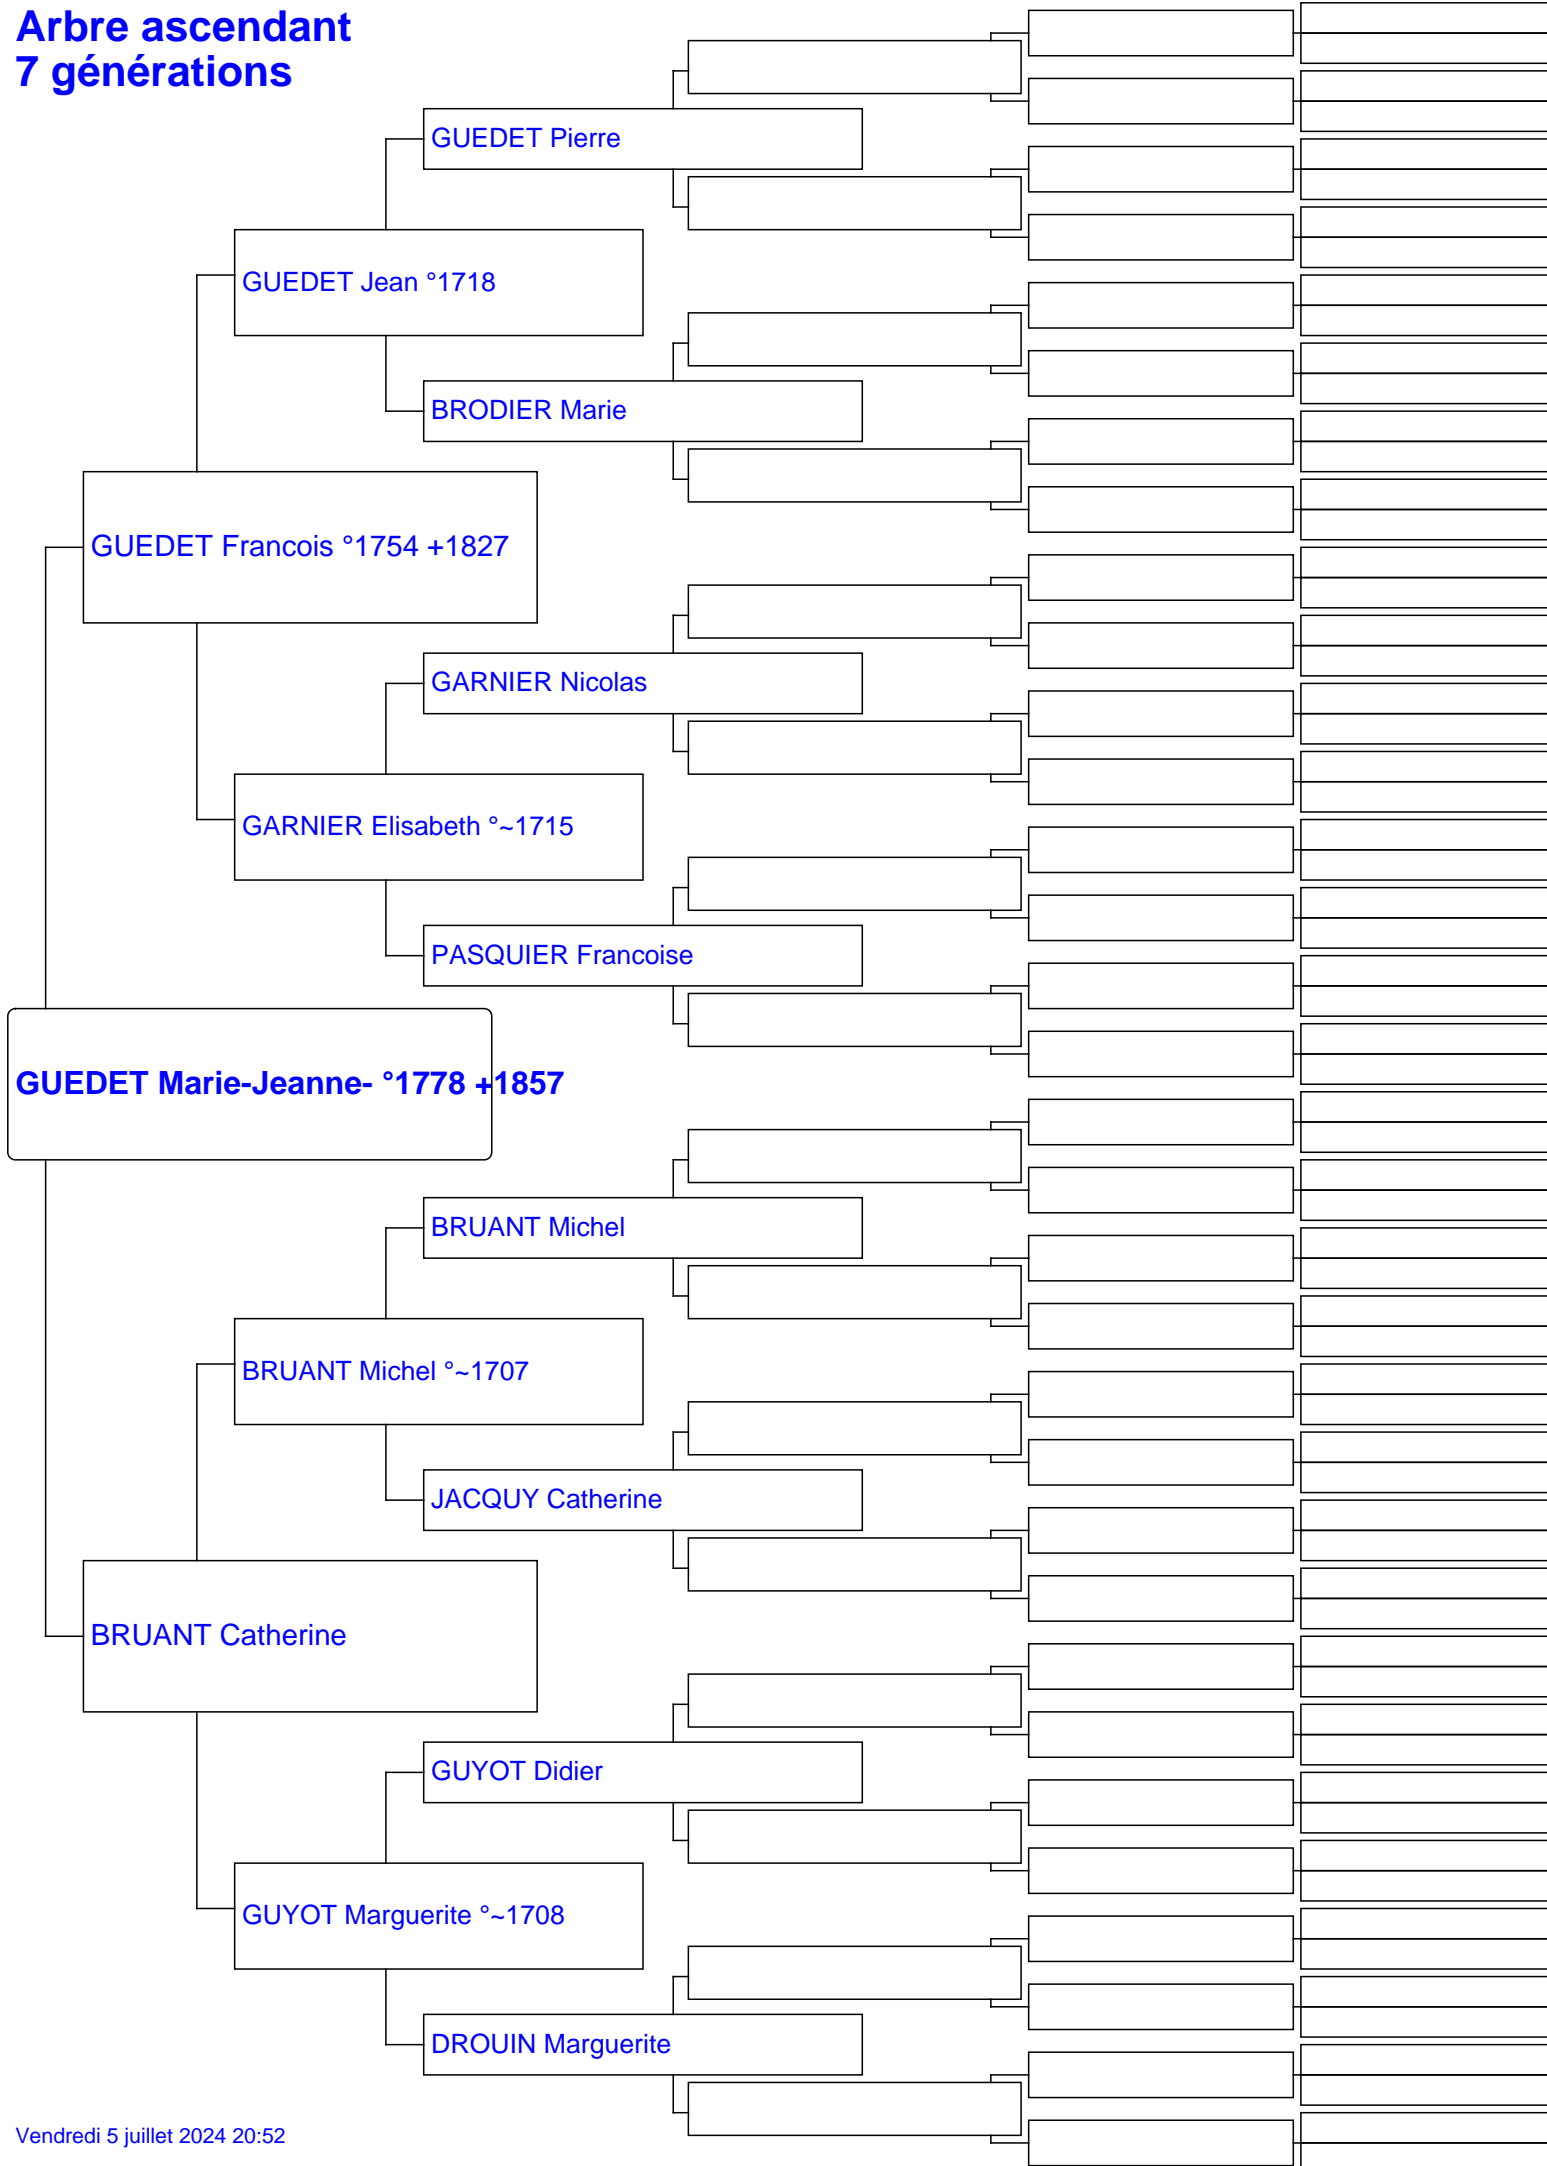 Arbre ascendant
7 générations
GUEDET Pierre
GUEDET Jean °1718
BRODIER Marie
GUEDET Francois °1754 +1827
GARNIER Nicolas
GARNIER Elisabeth °~1715
PASQUIER Francoise
GUEDET Marie-Jeanne- °1778 +1857
BRUANT Michel
BRUANT Michel °~1707
JACQUY Catherine
BRUANT Catherine
GUYOT Didier
GUYOT Marguerite °~1708
DROUIN Marguerite
Vendredi 5 juillet 2024 20:52